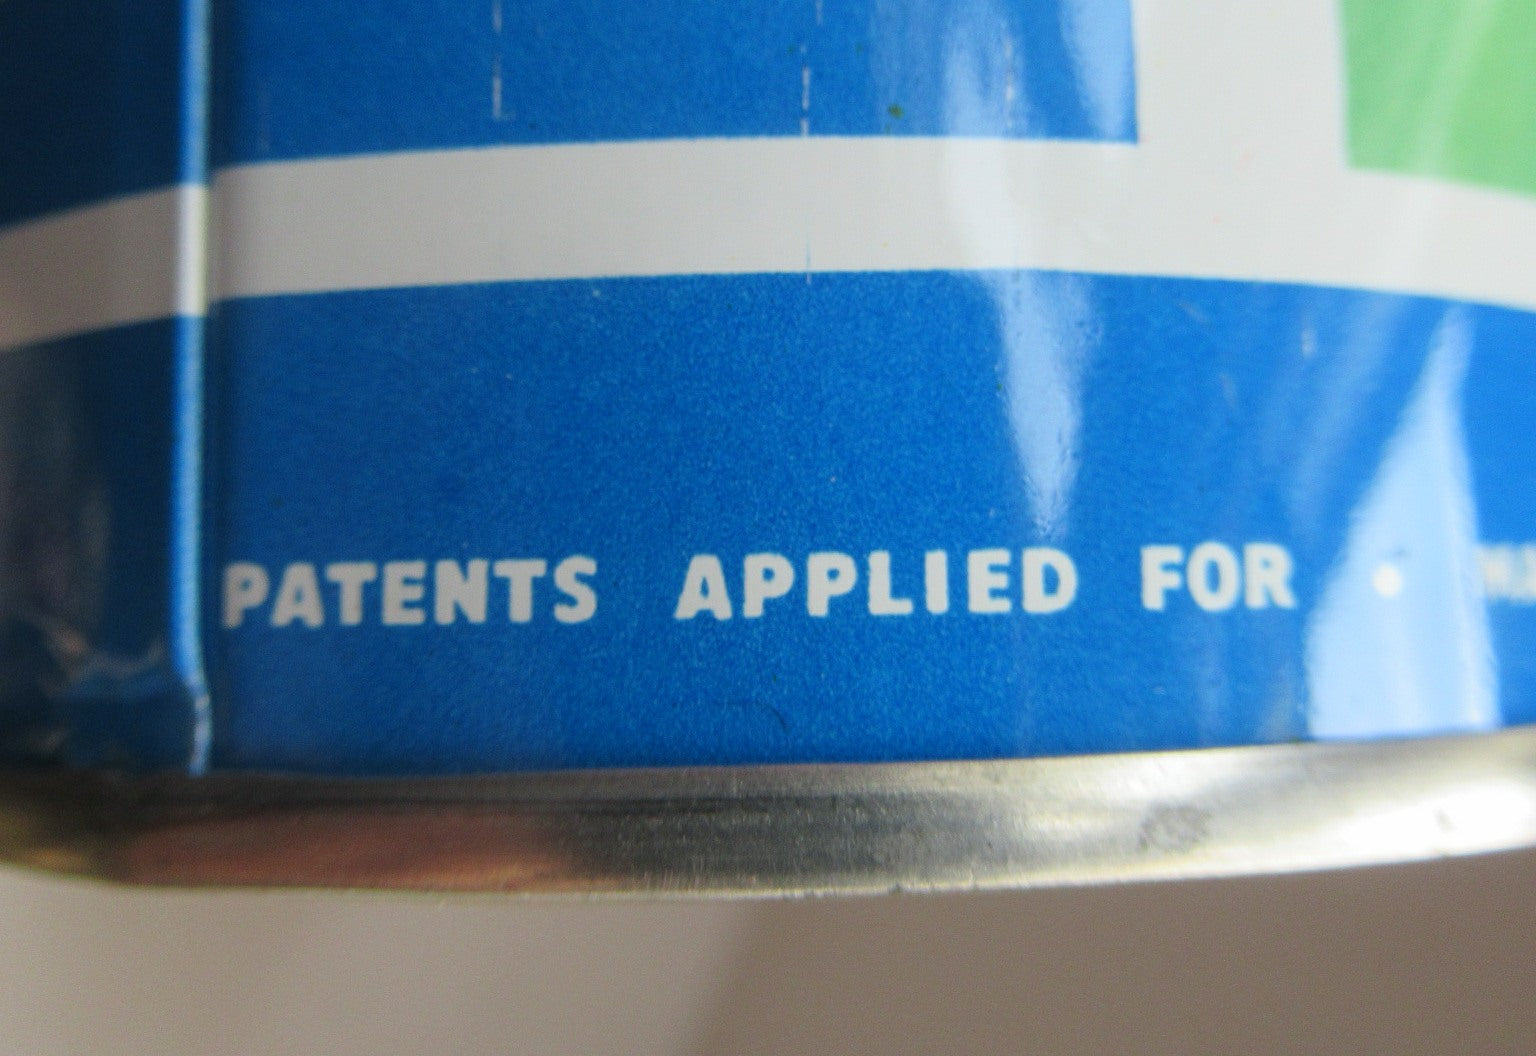 PATENTS APPLIED FOR •